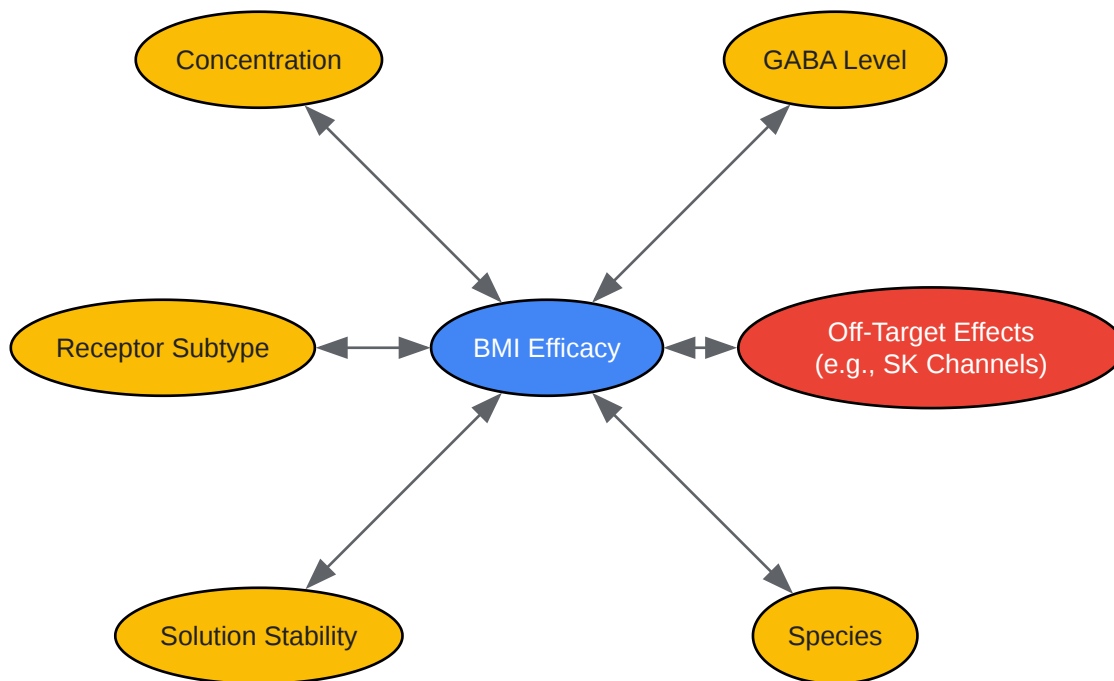 Concentration
GABA Level
Receptor Subtype
BMI Efficacy
Off-Target Effects
(e.g., SK Channels)
Solution Stability
Species